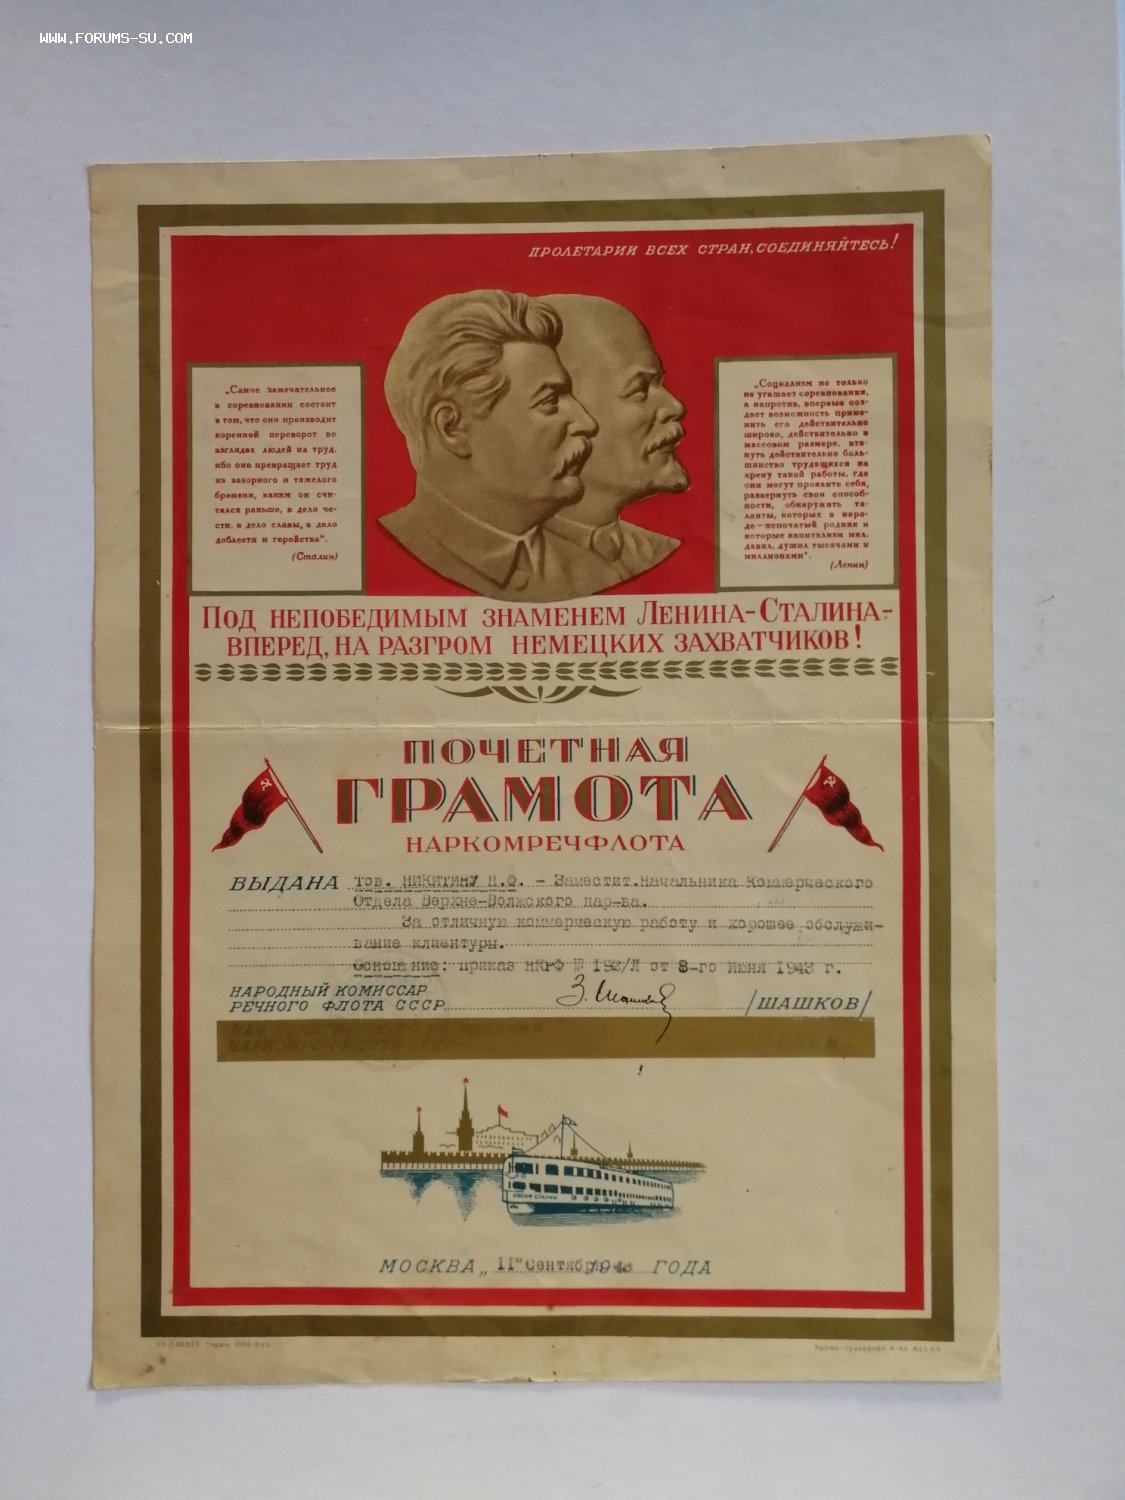 WWW.FORUMS-SU.COM
ПРОЛЕТАРИИ ВСЕХ СТРАН, СОЕДИНЯЙТЕСЬ!
„Самое замечательное
в соревновании состоит
в том, что оно производит
коренной переворот во
взглядах людей на труд,
ибо оно превращает труд
из зазорного и тяжелого
бремени, каким он счи-
тался раньше, в дело че-
сти, в дело славы, в дело
доблести и геройства".
(Сталин)
„Социализм не только
не угашает соревнования,
а напротив, впервые соз-
дает возможность приме-
нить его действительно
широко, действительно в
массовом размере, втя-
нуть действительно боль-
шинство трудящихся на
арену такой работы, где
они могут проявить себя,
развернуть свои способ-
ности, обнаружить та-
ланты, которых в наро-
де—непочатый родник и
которые капитализм мял,
давил, душил тысячами и
миллионами".
(Ленин)
ПОД НЕПОБЕДИМЫМ ЗНАМЕНЕМ ЛЕНИНА-СТАЛИНА-
ВПЕРЕД, НА РАЗГРОМ НЕМЕЦКИХ ЗАХВАТЧИКОВ!
ПОЧЕТНАЯ
ГРАМОТА
НАРКОМРЕЧФЛОТА
ВЫДАНА тов. НИКИТИНУ Н.Ф. - Заместит.Начальника Коммерческого
Отдела Верхне-Волжского пар-ва.
За отличную коммерческую работу и хорошее обслужи-
вание клиентуры.
Основание: приказ НКРФ № 192/Л от 8-го Июня 1943 г.
НАРОДНЫЙ КОМИССАР
РЕЧНОГО ФЛОТА СССР З. Шашков /ШАШКОВ/
НАРКОМРЕЧФЛОТА СССР
ИОСИФ СТАЛИН
МОСКВА „11" Сентября 1943 ГОДА